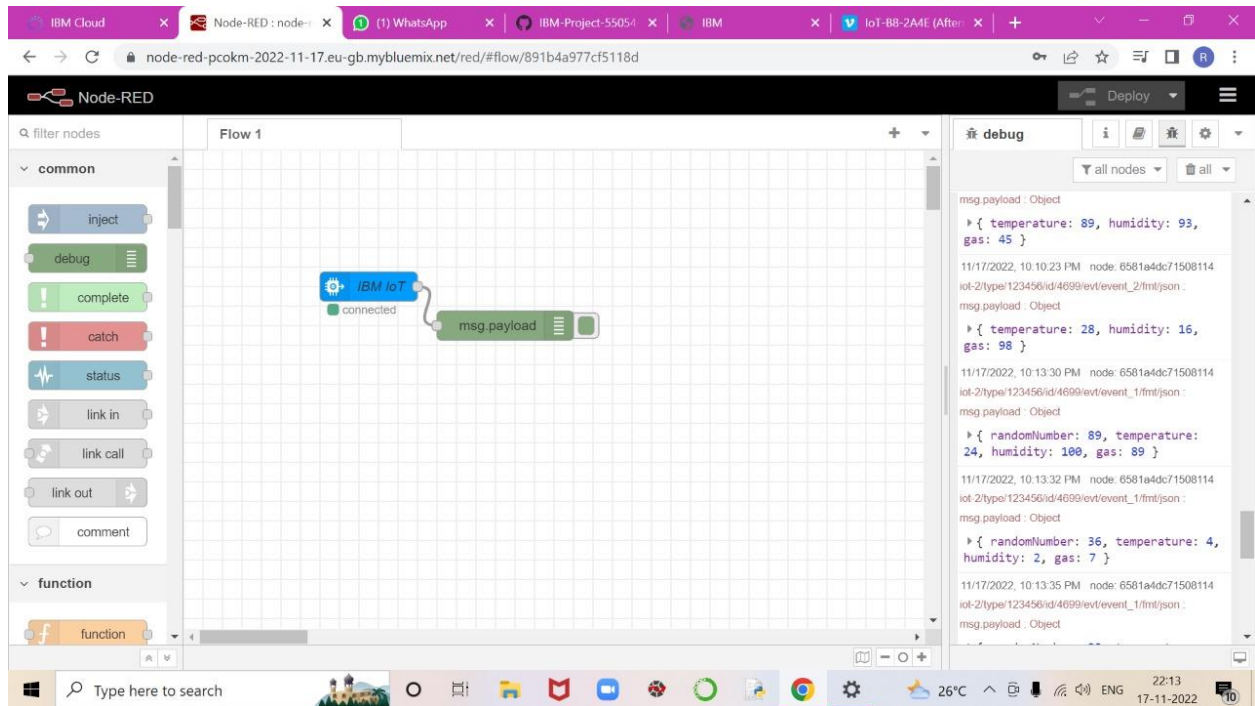 IBM Cloud
Node-RED : node-r
(1) WhatsApp
IBM-Project-55054
IBM
IoT-B8-2A4E (After
node-red-pcokm-2022-11-17.eu-gb.mybluemix.net/red/#flow/891b4a977cf5118d
R
Node-RED
Deploy
filter nodes
Flow 1
debug
i
all nodes
all
common
inject
debug
complete
catch
status
link in
link call
link out
comment
function
f
function
IBM IoT
connected
msg.payload
msg.payload : Object
{ temperature: 89, humidity: 93,
gas: 45 }
11/17/2022, 10:10:23 PM node: 6581a4dc71508114
iot-2/type/123456/id/4699/evt/event_2/fmt/json :
msg.payload : Object
{ temperature: 28, humidity: 16,
gas: 98 }
11/17/2022, 10:13:30 PM node: 6581a4dc71508114
iot-2/type/123456/id/4699/evt/event_1/fmt/json :
msg.payload : Object
{ randomNumber: 89, temperature:
24, humidity: 100, gas: 89 }
11/17/2022, 10:13:32 PM node: 6581a4dc71508114
iot-2/type/123456/id/4699/evt/event_1/fmt/json :
msg.payload : Object
{ randomNumber: 36, temperature: 4,
humidity: 2, gas: 7 }
11/17/2022, 10:13:35 PM node: 6581a4dc71508114
iot-2/type/123456/id/4699/evt/event_1/fmt/json :
msg.payload : Object
Type here to search
26°C
ENG
22:13
17-11-2022
10